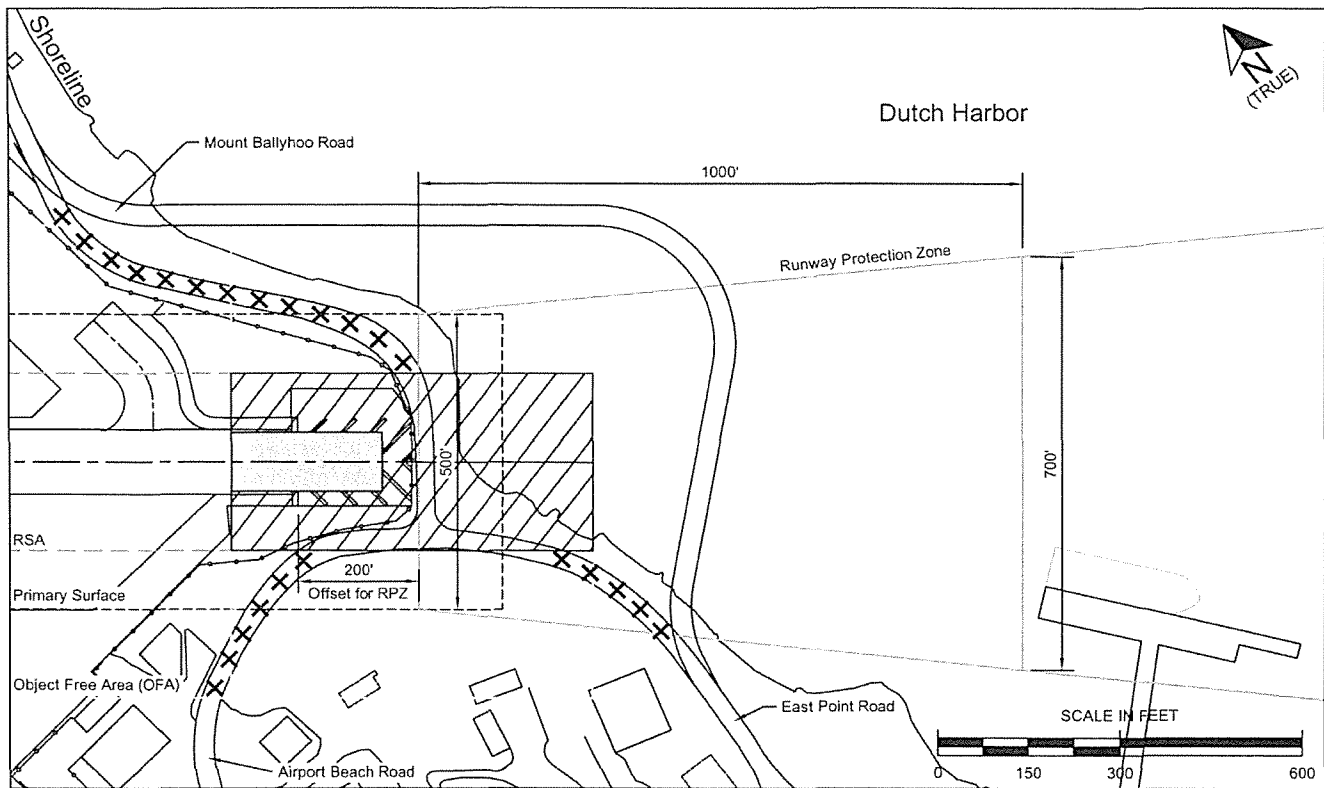 Shoreline
N
(TRUE)
Dutch Harbor
Mount Ballyhoo Road
1000'
Runway Protection Zone
500'
700'
RSA
200'
Offset for RPZ
Primary Surface
Object Free Area (OFA)
East Point Road
SCALE IN FEET
Airport Beach Road
0 150 300 600